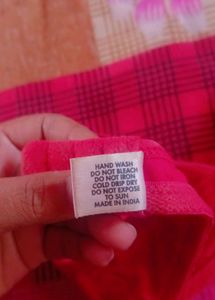 HAND WASH
DO NOT BLEACH
DO NOT IRON
COLD DRIP DRY
DO NOT EXPOSE
TO SUN
MADE IN INDIA